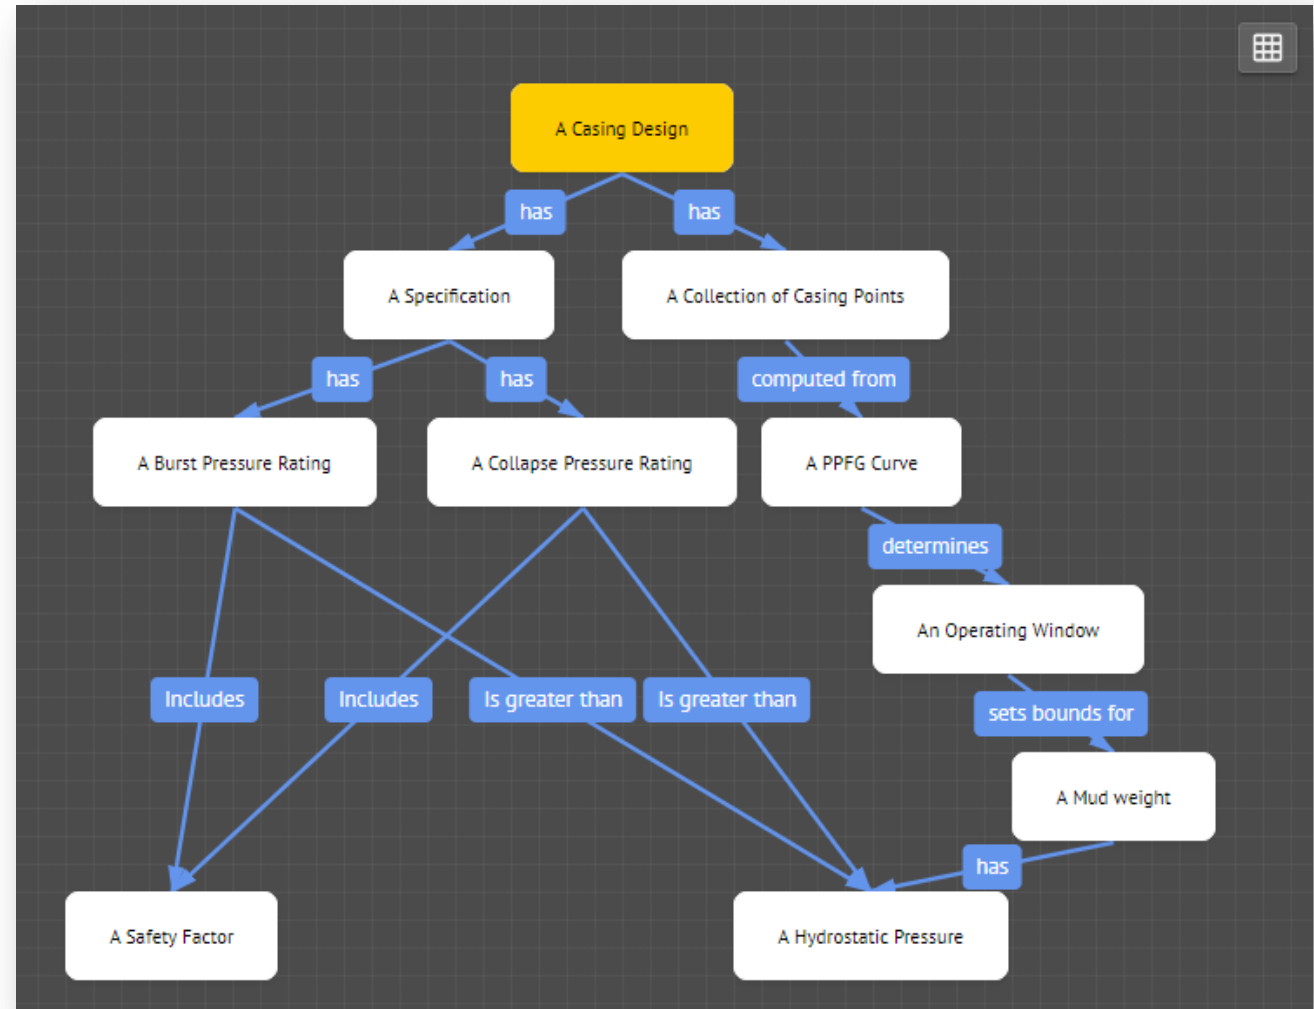 A Casing Design
has
has
A Specification
A Collection of Casing Points
has
has
computed from
A Burst Pressure Rating
A Collapse Pressure Rating
A PPFG Curve
determines
An Operating Window
Includes
Includes
Is greater than
Is greater than
sets bounds for
A Mud weight
has
A Safety Factor
A Hydrostatic Pressure